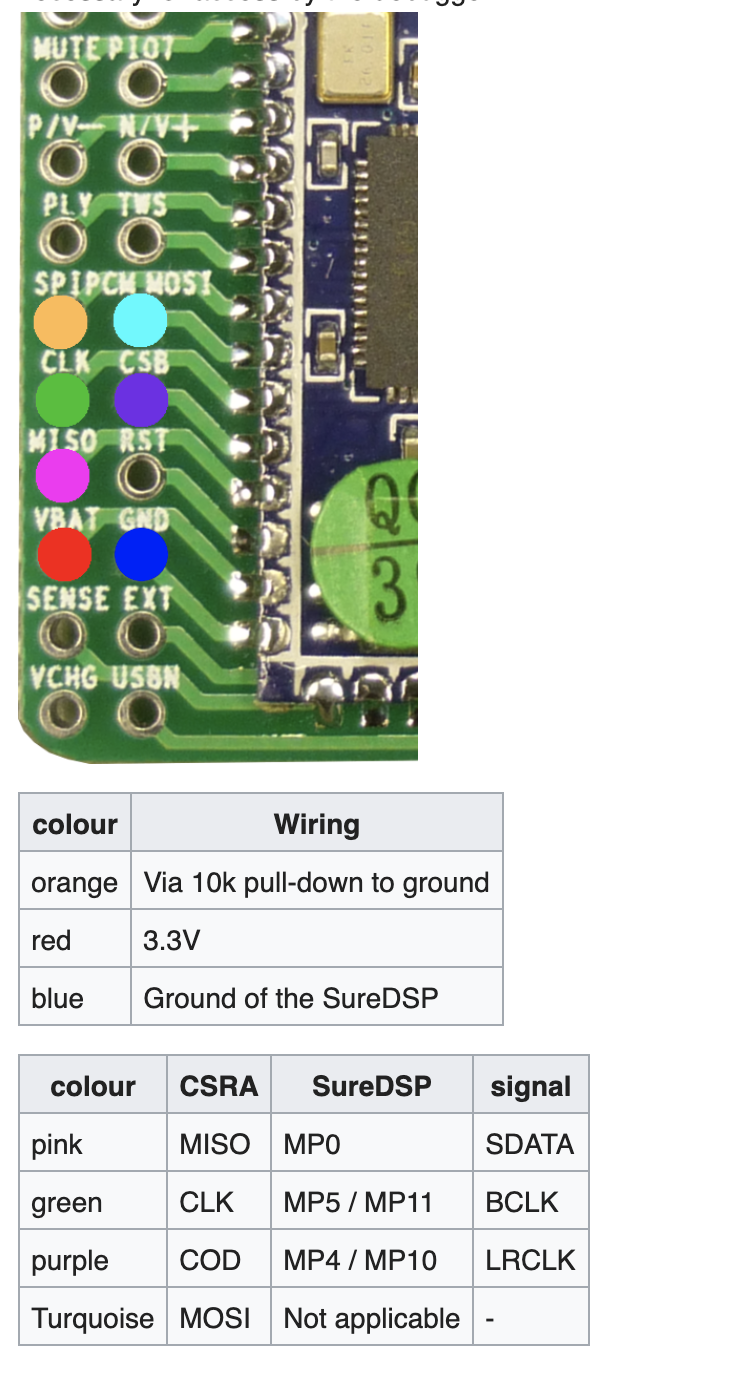 MUTE PIO7
P/V— N/V+
PLY TWS
SPIPCM MOSI
CLK CSB
MISO RST
VBAT GND
SENSE EXT
VCHG USBN
colour Wiring
orange Via 10k pull-down to ground
red 3.3V
blue Ground of the SureDSP
colour CSRA SureDSP signal
pink MISO MP0 SDATA
green CLK MP5 / MP11 BCLK
purple COD MP4 / MP10 LRCLK
Turquoise MOSI Not applicable -